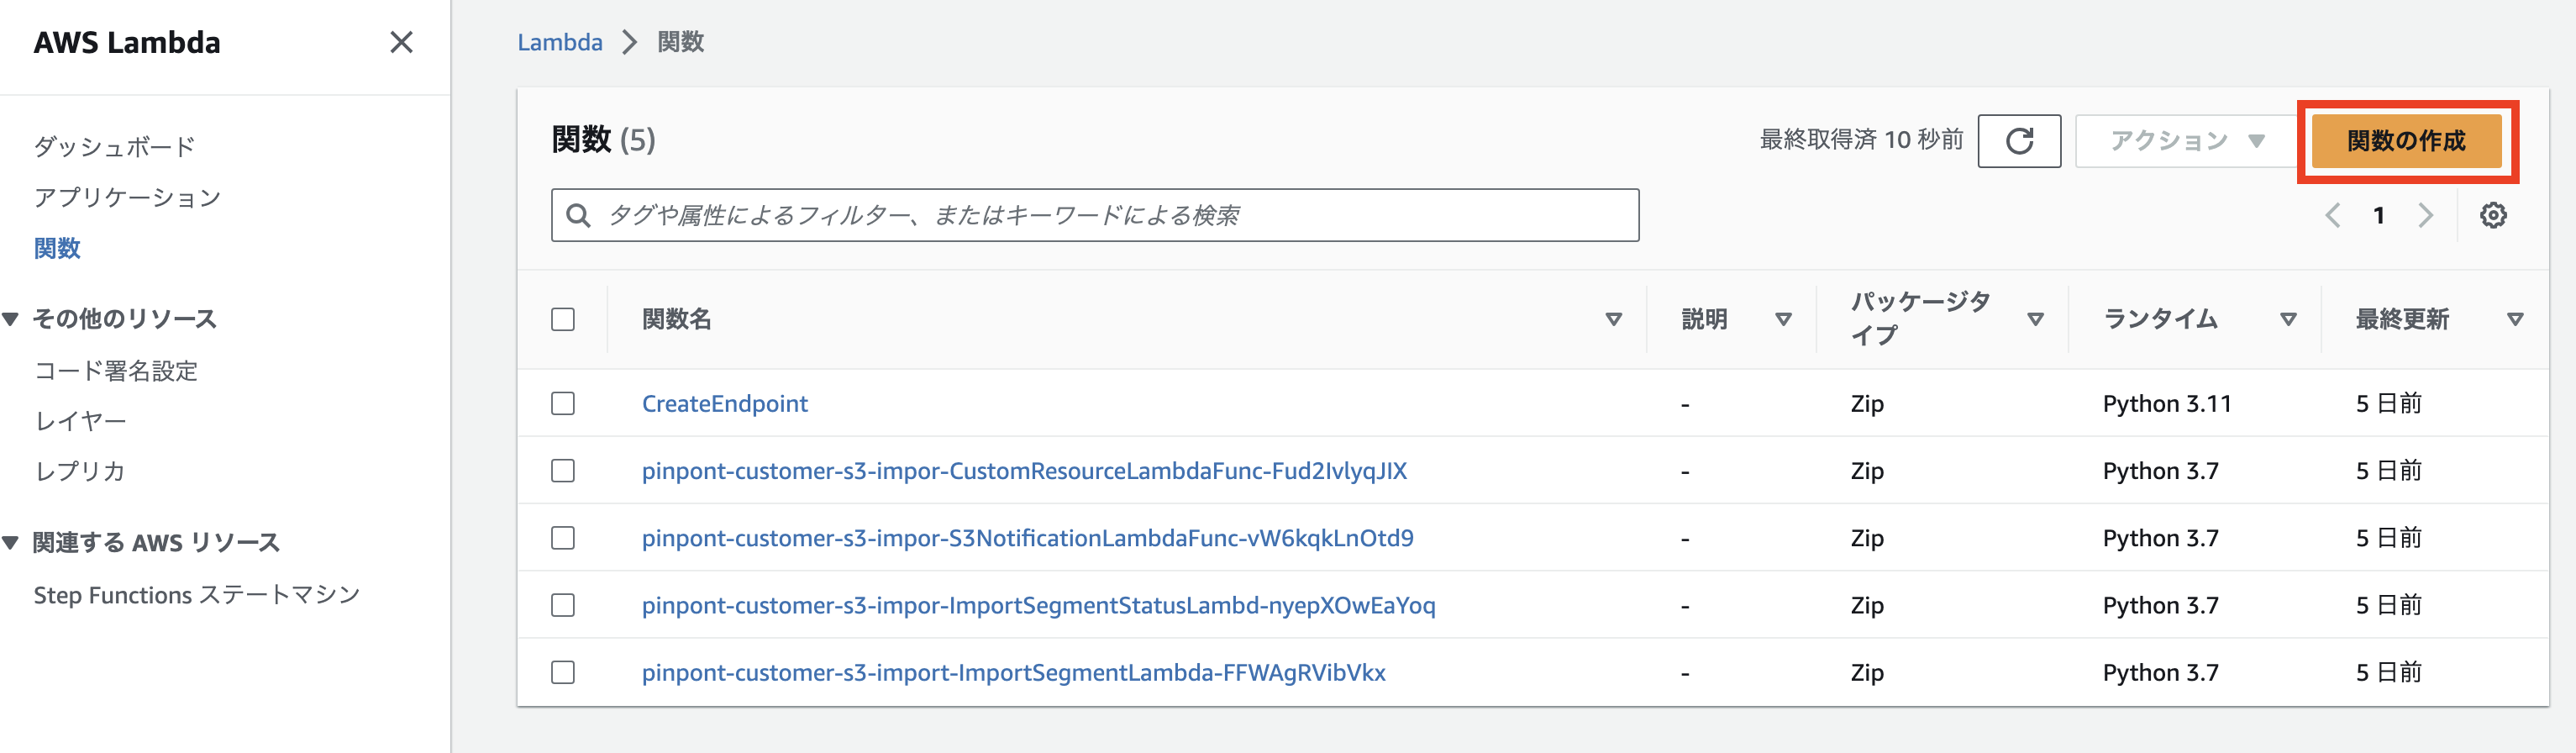 AWS Lambda
ダッシュボード
アプリケーション
関数
その他のリソース
コード署名設定
レイヤー
レプリカ
関連する AWS リソース
Step Functions ステートマシン
Lambda 関数
関数 (5)
最終取得済 10 秒前
アクション
関数の作成
タグや属性によるフィルター、またはキーワードによる検索
1
関数名 説明 パッケージタイプ ランタイム 最終更新
CreateEndpoint - Zip Python 3.11 5 日前
pinpont-customer-s3-impor-CustomResourceLambdaFunc-Fud2IvlyqJIX - Zip Python 3.7 5 日前
pinpont-customer-s3-impor-S3NotificationLambdaFunc-vW6kqkLnOtd9 - Zip Python 3.7 5 日前
pinpont-customer-s3-impor-ImportSegmentStatusLambd-nyepXOwEaYoq - Zip Python 3.7 5 日前
pinpont-customer-s3-import-ImportSegmentLambda-FFWAgRVibVkx - Zip Python 3.7 5 日前